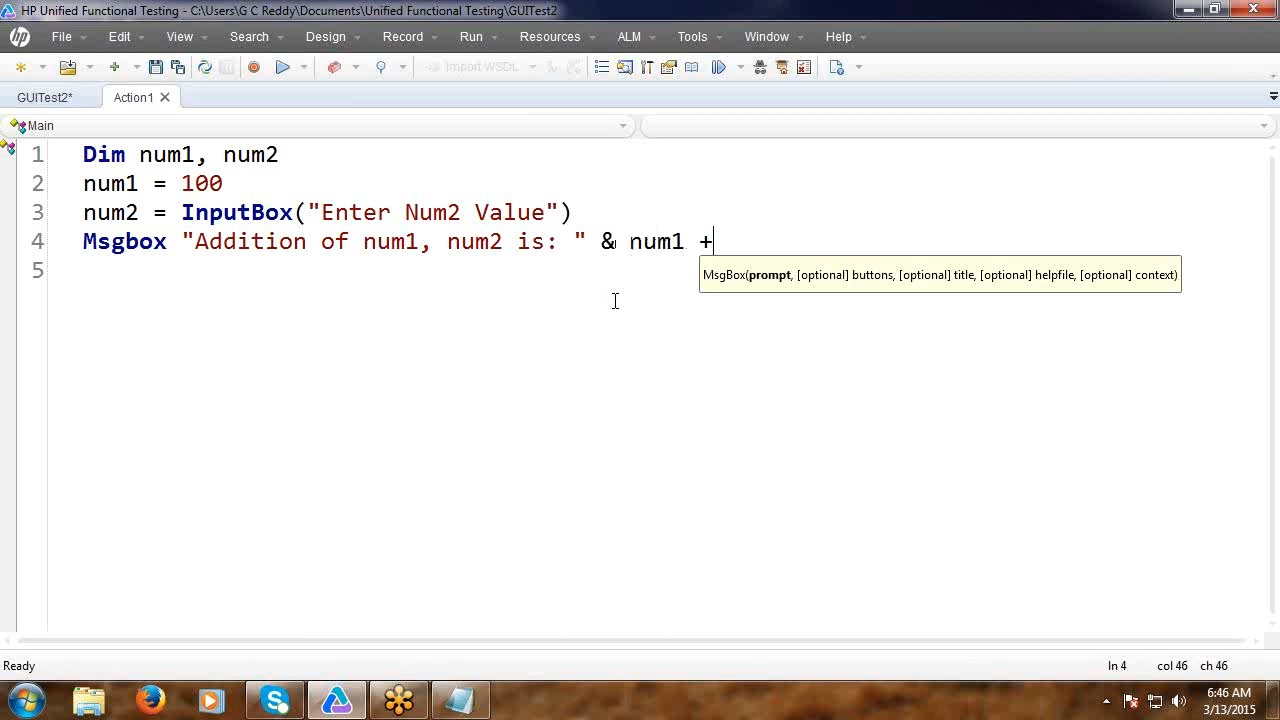 HP Unified Functional Testing - C:\Users\G C Reddy\Documents\Unified Functional Testing\GUITest2
hp File Edit View Search Design Record Run Resources ALM Tools Window Help
Import WSDL
GUITest2* Action1
Main
1 Dim num1, num2
2 num1 = 100
3 num2 = InputBox("Enter Num2 Value")
4 Msgbox "Addition of num1, num2 is: " & num1 +
MsgBox(prompt, [optional] buttons, [optional] title, [optional] helpfile, [optional] context)
5
Ready ln 4 col 46 ch 46
6:46 AM
3/13/2015